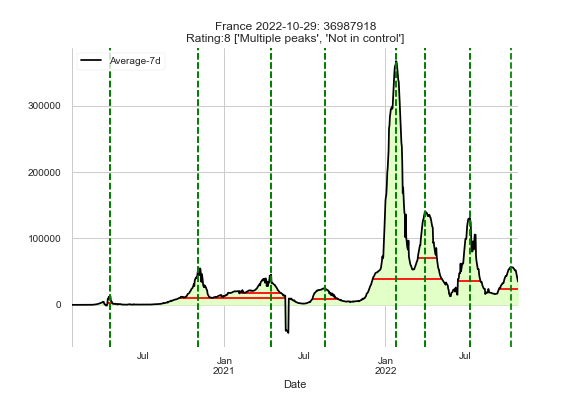 France 2022-10-29: 36987918
Rating:8 ['Multiple peaks', 'Not in control']
Average-7d
300000
200000
100000
0
Jul
Jan
2021
Jul
Jan
2022
Jul
Date